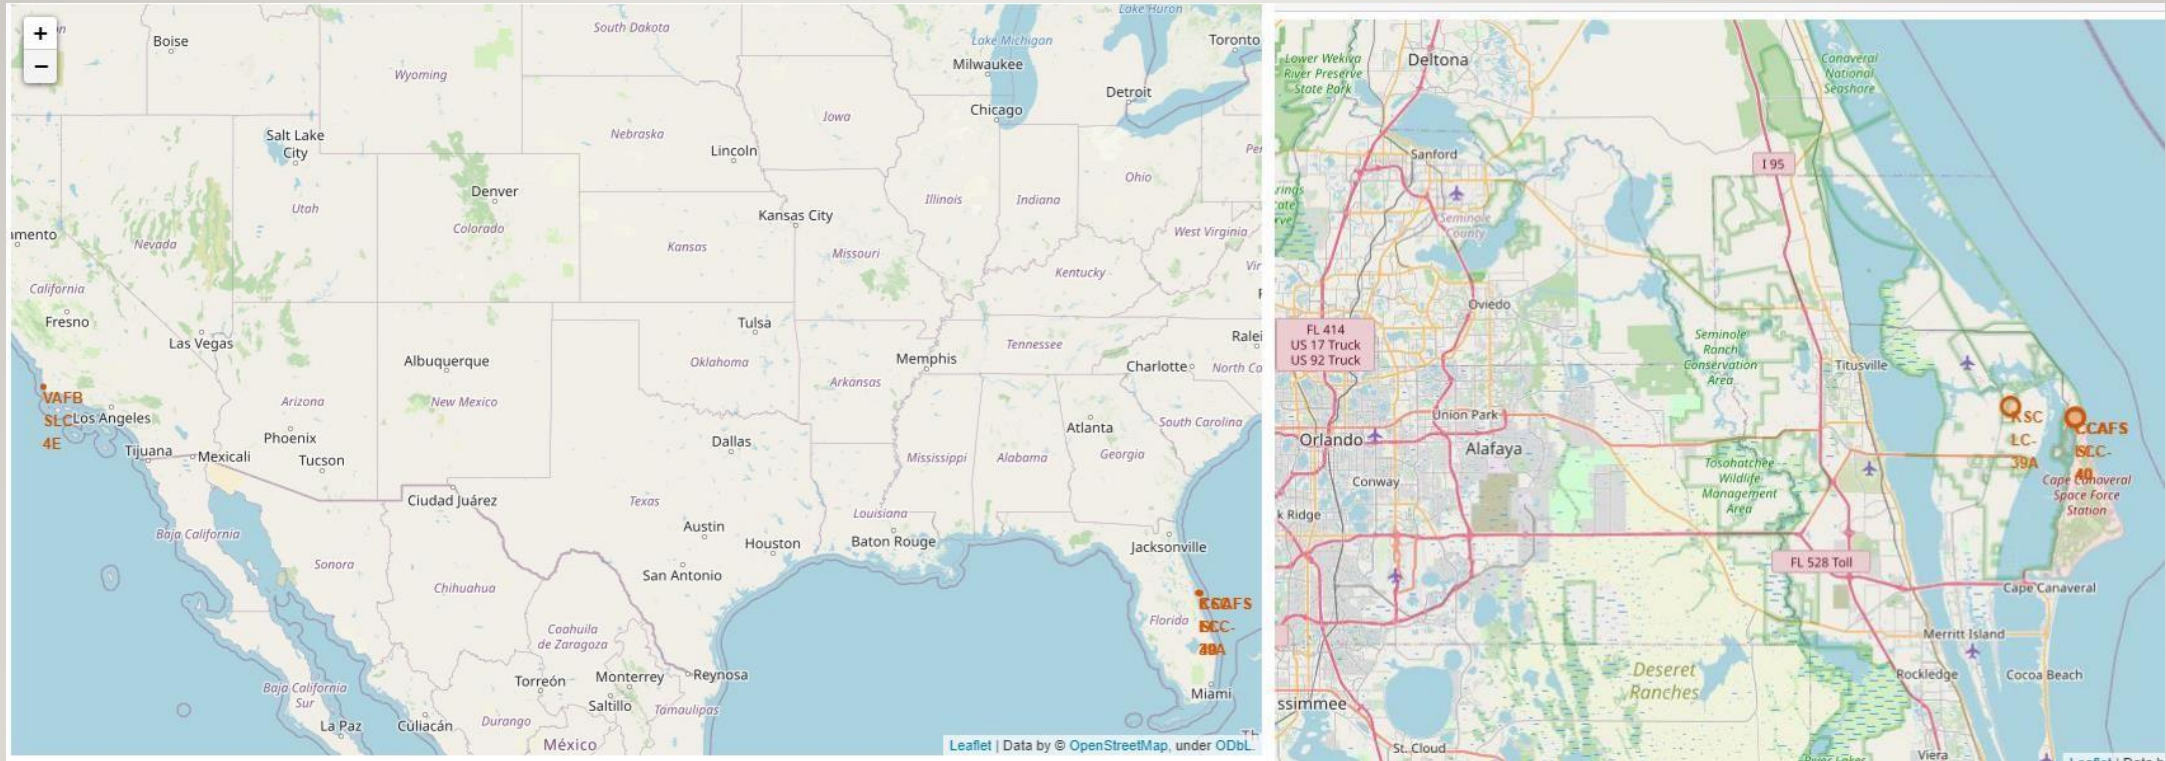 +
−
Boise
South Dakota
Lake Huron
Lake Michigan
Toronto
Wyoming
Milwaukee
Detroit
Chicago
Iowa
Salt Lake
City
Nebraska
Lincoln
Ohio
Denver
Utah
Illinois
Indiana
Kansas City
Colorado
Nevada
Kansas
Missouri
West Virginia
Kentucky
California
Fresno
Tulsa
Las Vegas
Tennessee
Albuquerque
Memphis
Oklahoma
Charlotte
Arkansas
VAFB
SLC-
4E
Los Angeles
Arizona
New Mexico
Atlanta
South Carolina
Phoenix
Dallas
Tijuana
Mexicali
Tucson
Mississippi
Alabama
Georgia
Ciudad Juárez
Texas
Louisiana
Baja California
Austin
Houston
Baton Rouge
Jacksonville
Sonora
San Antonio
Chihuahua
Florida
Coahuila
de Zaragoza
Baja California
Sur
Torreón
Monterrey
Reynosa
Miami
Saltillo
Tamaulipas
La Paz
Culiacán
Durango
México
Leaflet | Data by © OpenStreetMap, under ODbL.
Lower Wekiva
River Preserve
State Park
Deltona
Canaveral
National
Seashore
Sanford
I 95
Seminole
County
Oviedo
FL 414
US 17 Truck
US 92 Truck
Seminole
Ranch
Conservation
Area
Titusville
Union Park
KSC
LC-
39A
CCAFS
Orlando
Alafaya
Tosohatchee
Wildlife
Management
Area
Cape Canaveral
Space Force
Station
Conway
k Ridge
FL 528 Toll
Cape Canaveral
Merritt Island
Deseret
Ranches
Rockledge
Cocoa Beach
ssimmee
St. Cloud
Viera